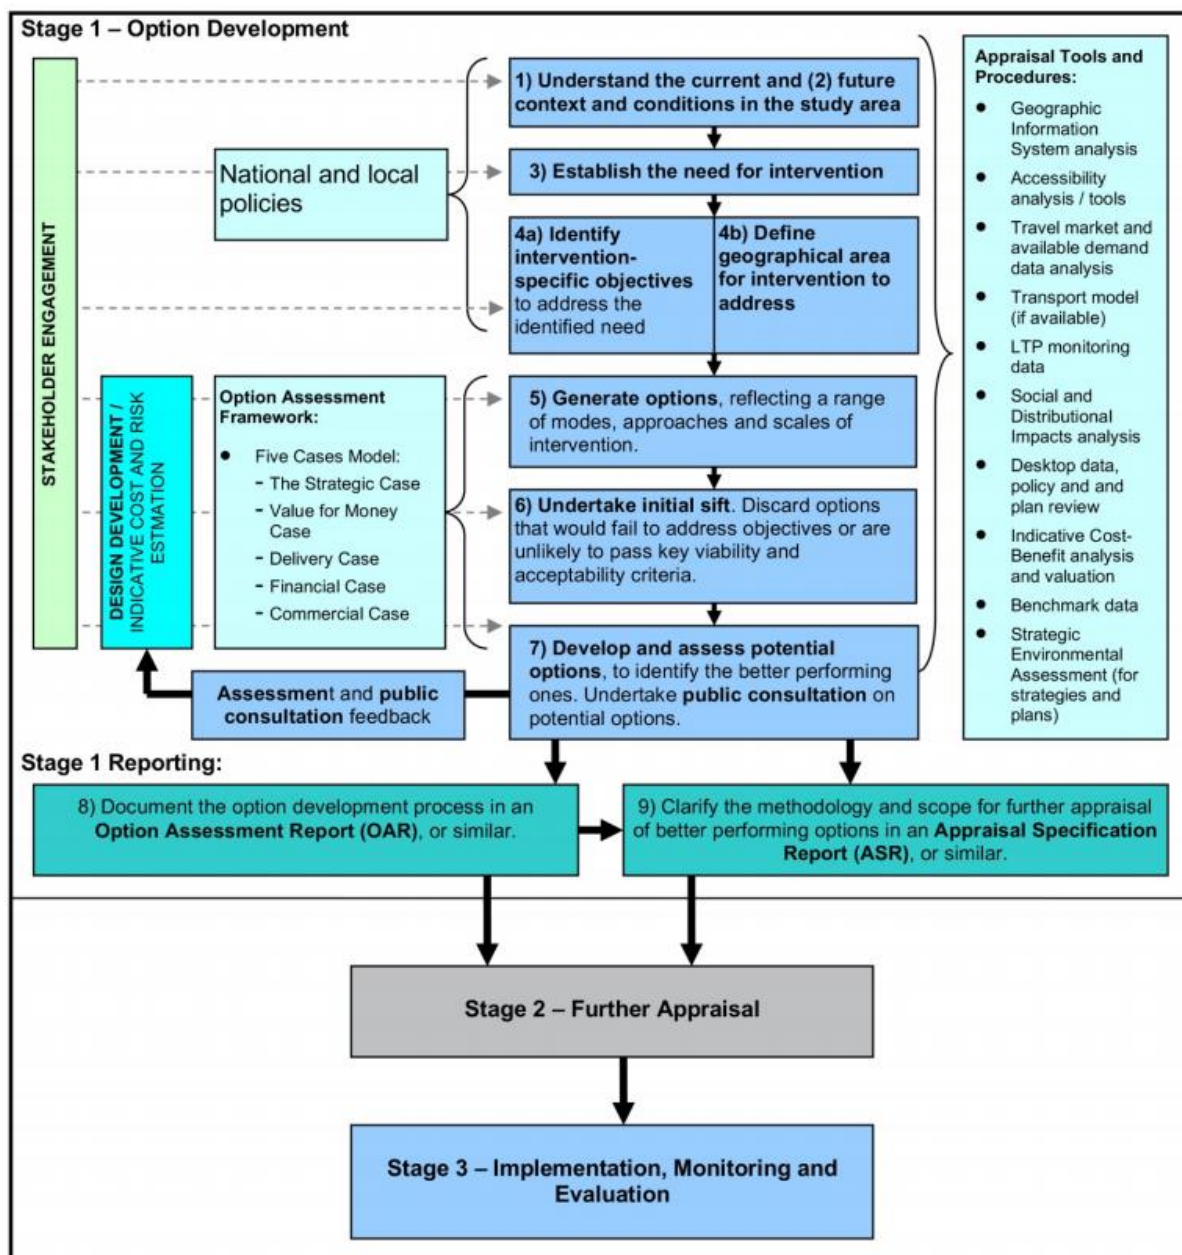 Stage 1 – Option Development
STAKEHOLDER ENGAGEMENT
National and local
policies
1) Understand the current and (2) future
context and conditions in the study area
3) Establish the need for intervention
4a) Identify
intervention-
specific objectives
to address the
identified need
4b) Define
geographical area
for intervention to
address
DESIGN DEVELOPMENT /
INDICATIVE COST AND RISK
ESTMATION
Option Assessment
Framework:
● Five Cases Model:
- The Strategic Case
- Value for Money
Case
- Delivery Case
- Financial Case
- Commercial Case
5) Generate options, reflecting a range
of modes, approaches and scales of
intervention.
6) Undertake initial sift. Discard options
that would fail to address objectives or are
unlikely to pass key viability and
acceptability criteria.
7) Develop and assess potential
options, to identify the better performing
ones. Undertake public consultation on
potential options.
Assessment and public
consultation feedback
Appraisal Tools and
Procedures:
● Geographic
Information
System analysis
● Accessibility
analysis / tools
● Travel market and
available demand
data analysis
● Transport model
(if available)
● LTP monitoring
data
● Social and
Distributional
Impacts analysis
● Desktop data,
policy and and
plan review
● Indicative Cost-
Benefit analysis
and valuation
● Benchmark data
● Strategic
Environmental
Assessment (for
strategies and
plans)
Stage 1 Reporting:
8) Document the option development process in an
Option Assessment Report (OAR), or similar.
9) Clarify the methodology and scope for further appraisal
of better performing options in an Appraisal Specification
Report (ASR), or similar.
Stage 2 – Further Appraisal
Stage 3 – Implementation, Monitoring and
Evaluation